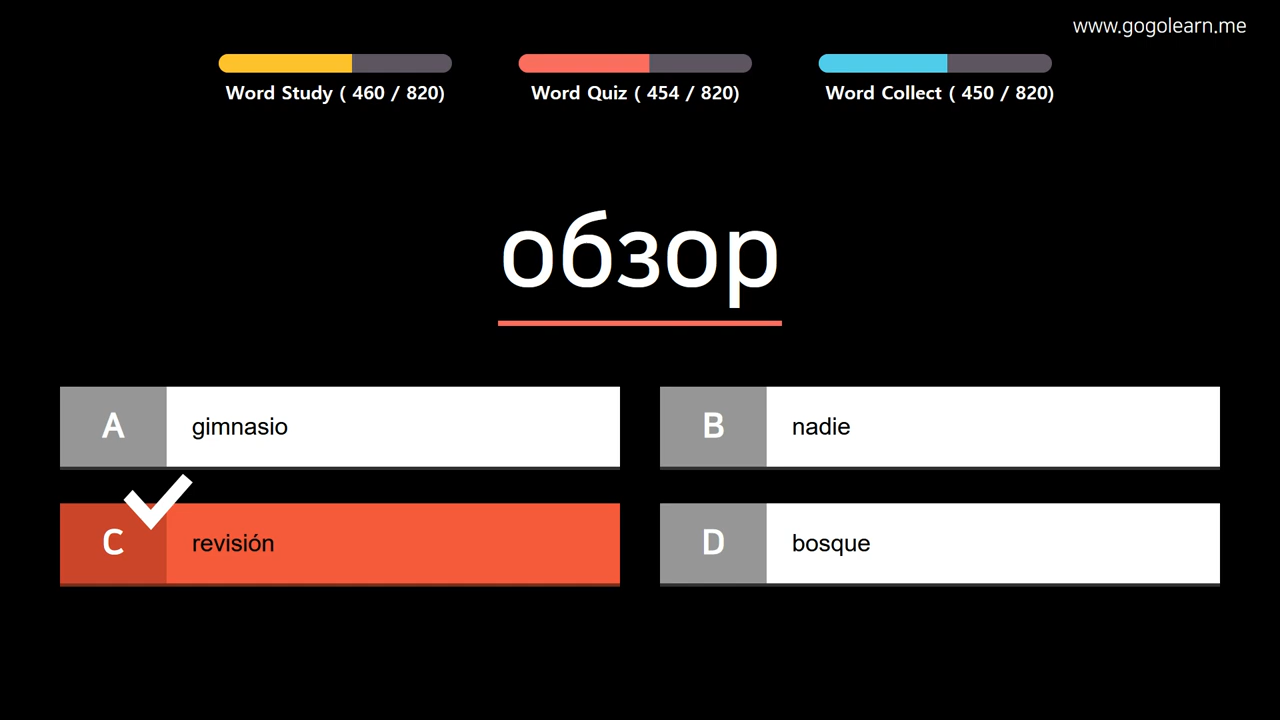 www.gogolearn.me
Word Study ( 460 / 820)
Word Quiz ( 454 / 820)
Word Collect ( 450 / 820)
обзор
A gimnasio
B nadie
C revisión
D bosque